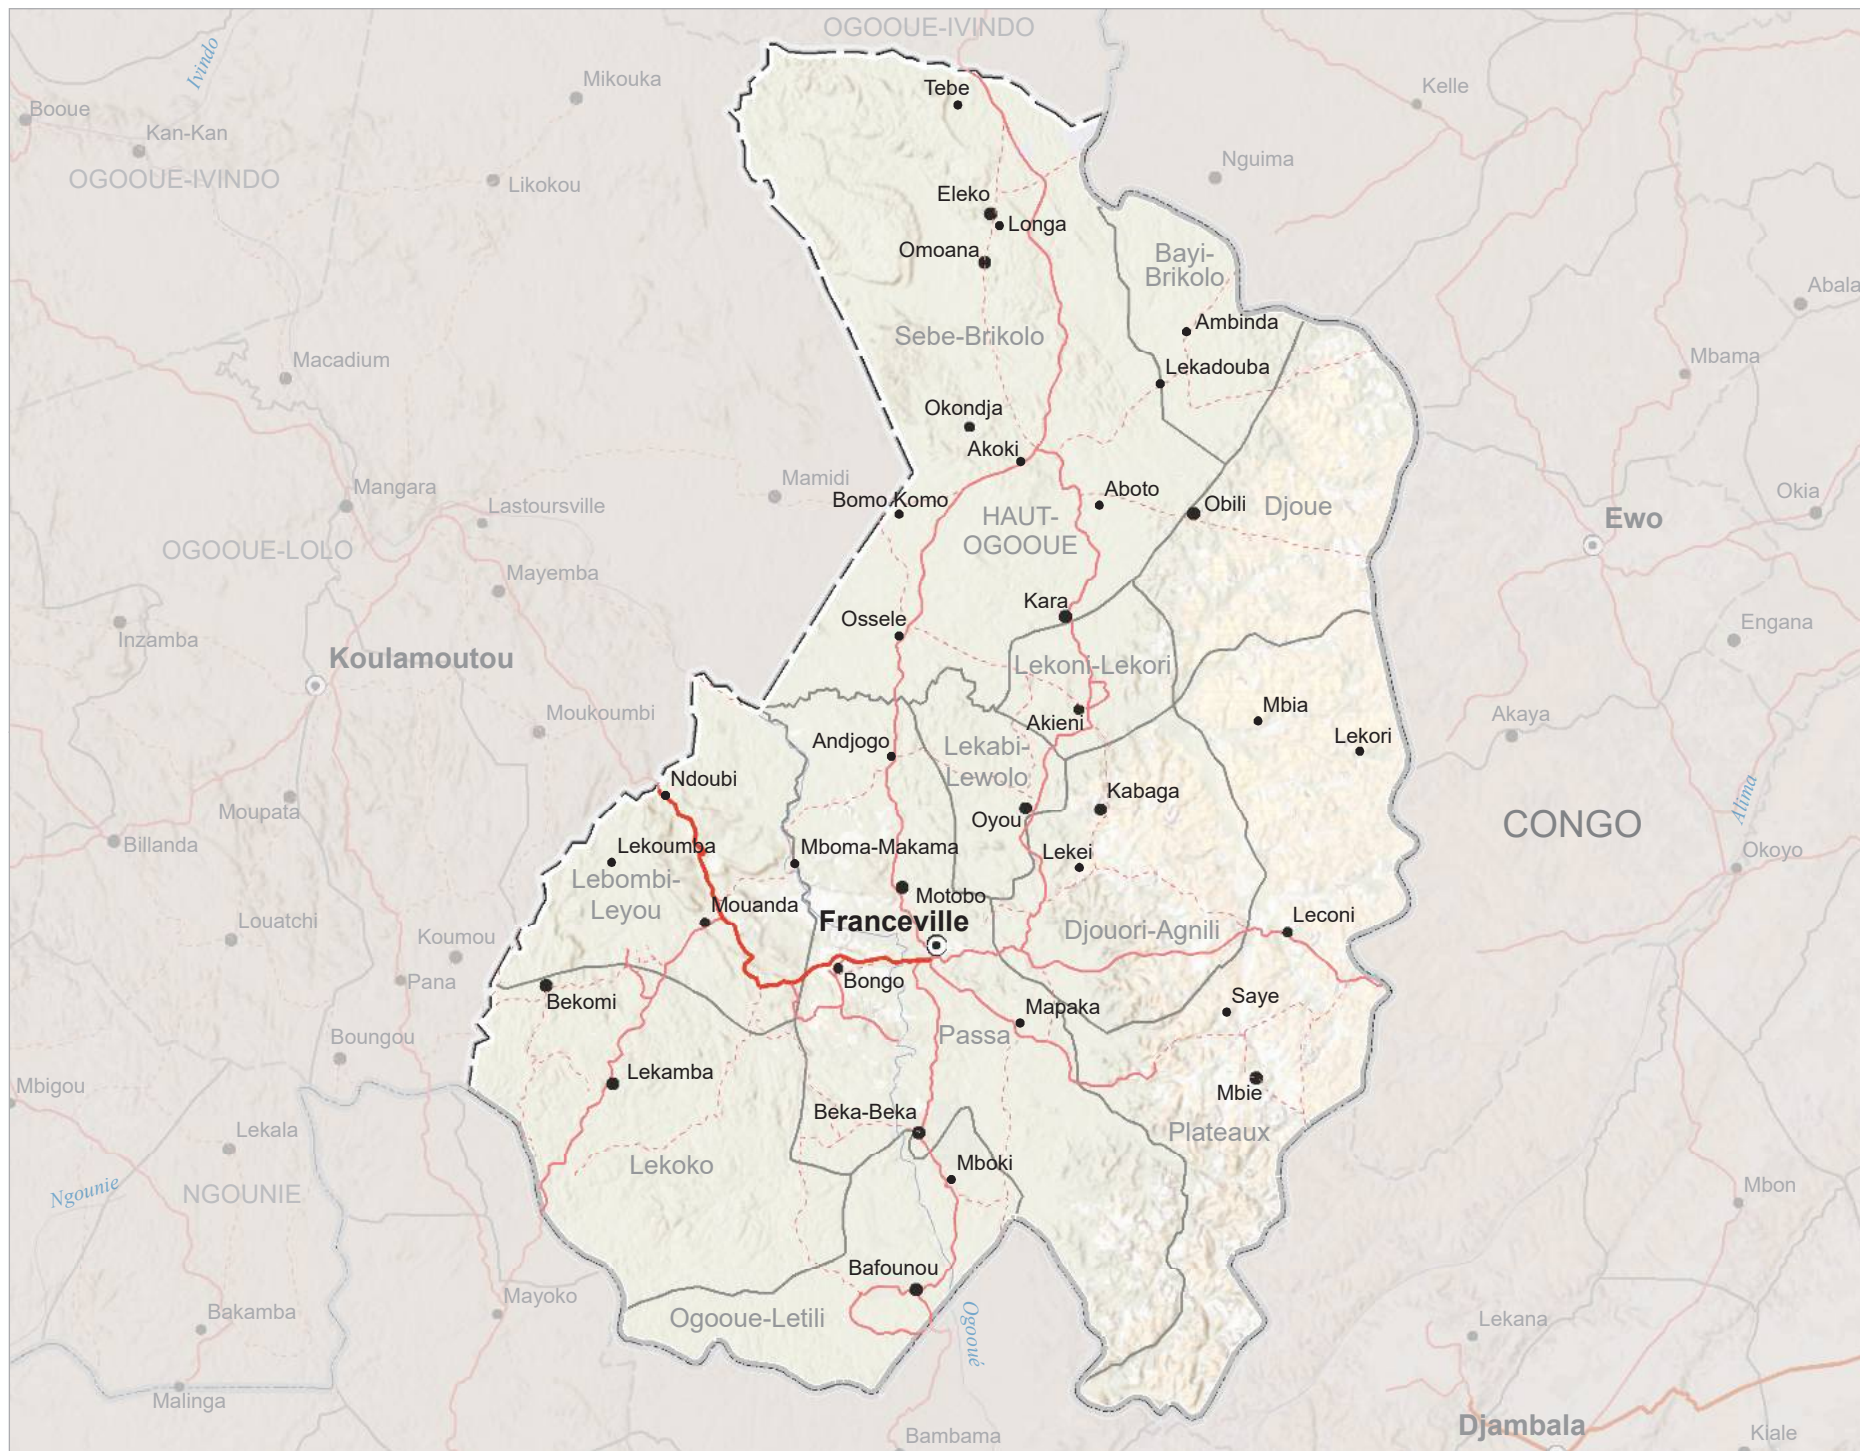 OGOOUE-IVINDO
Ivindo
Mikouka
Kelle
Tebe
Booue
Kan-Kan
Nguima
OGOOUE-IVINDO
Likokou
Eleko
Longa
Omoana
Bayi-
Brikolo
Abala
Ambinda
Sebe-Brikolo
Macadium
Mbama
Lekadouba
Okondja
Akoki
Mamidi
Mangara
Aboto
Okia
Bomo Komo
Lastoursville
Obili
Djoue
HAUT-
OGOOUE
Ewo
OGOOUE-LOLO
Mayemba
Kara
Ossele
Engana
Inzamba
Koulamoutou
Lekoni-Lekori
Mbia
Moukoumbi
Akaya
Akieni
Lekori
Andjogo
Lekabi-
Lewolo
Ndoubi
Kabaga
Alima
Moupata
Oyou
CONGO
Billanda
Lekoumba
Mboma-Makama
Lekei
Okoyo
Lebombi-
Leyou
Motobo
Mouanda
Leconi
Louatchi
Franceville
Djouori-Agnili
Koumou
Pana
Bongo
Bekomi
Saye
Mapaka
Passa
Boungou
Lekamba
Mbigou
Mbie
Beka-Beka
Lekala
Plateaux
Mboki
Lekoko
Mbon
Ngounie
NGOUNIE
Bafounou
Mayoko
Bakamba
Ogooue-Letili
Ogooué
Lekana
Malinga
Djambala
Bambama
Kiale